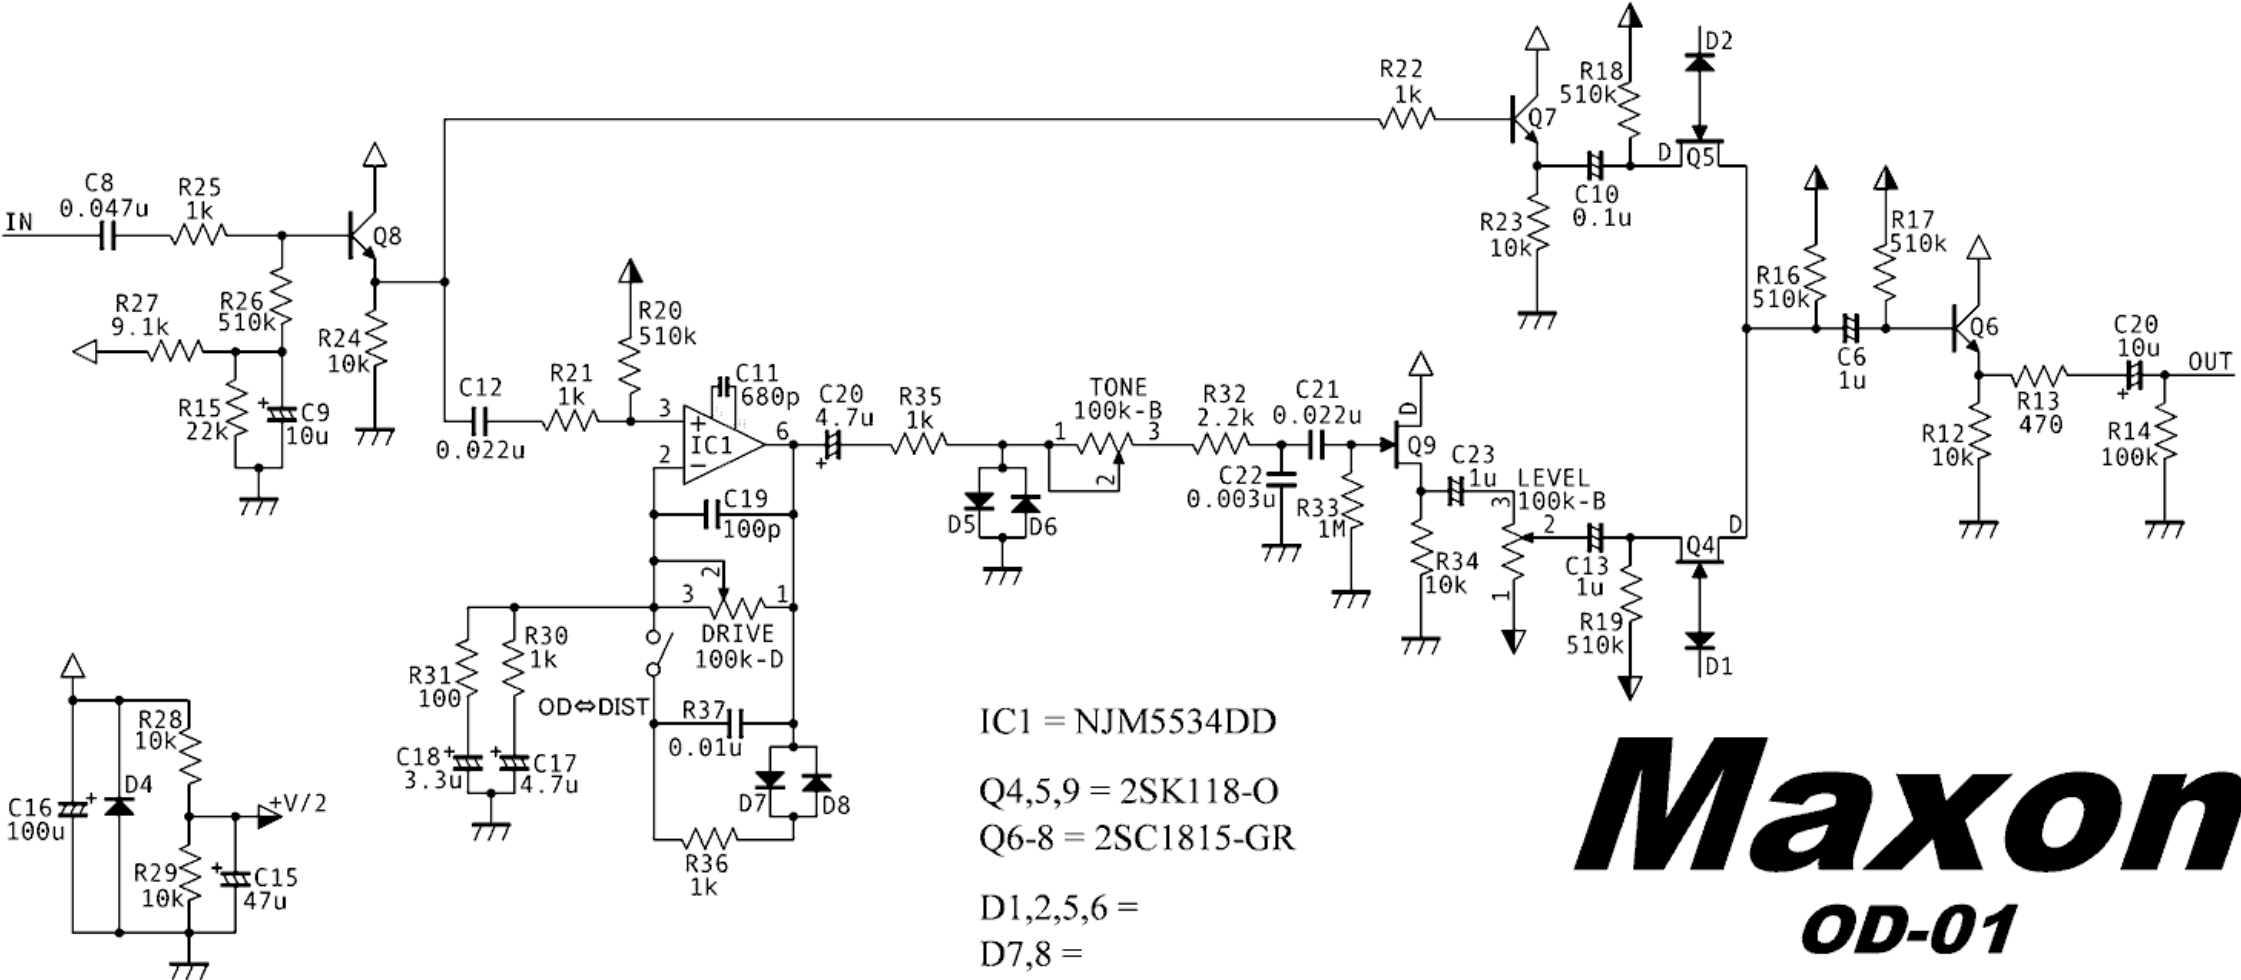 D2
R22
1k
Q7
R18
510k
D
Q5
C10
0.1u
R23
10k
C8
0.047u
R25
1k
IN
Q8
R27
9.1k
R26
510k
R24
10k
R15
22k
C9
10u
+
R17
510k
R16
510k
C6
1u
Q6
C20
10u
+
OUT
R13
470
R12
10k
R14
100k
R20
510k
C12
0.022u
R21
1k
3
+
IC1
2
−
6
C11
680p
C20
4.7u
+
R35
1k
TONE
100k-B
1
3
2
R32
2.2k
C21
0.022u
D
Q9
C22
0.003u
R33
1M
C23
1u
LEVEL
100k-B
3
2
1
R34
10k
C13
1u
R19
510k
D
Q4
D1
D5
D6
C19
100p
2
3
1
DRIVE
100k-D
R31
100
R30
1k
OD⇔DIST
R37
0.01u
C18
+
3.3u
+
C17
4.7u
D7
D8
R36
1k
R28
10k
D4
C16
+
100u
+V/2
R29
10k
+
C15
47u
IC1 = NJM5534DD
Q4,5,9 = 2SK118-O
Q6-8 = 2SC1815-GR
D1,2,5,6 =
D7,8 =
Maxon
OD-01